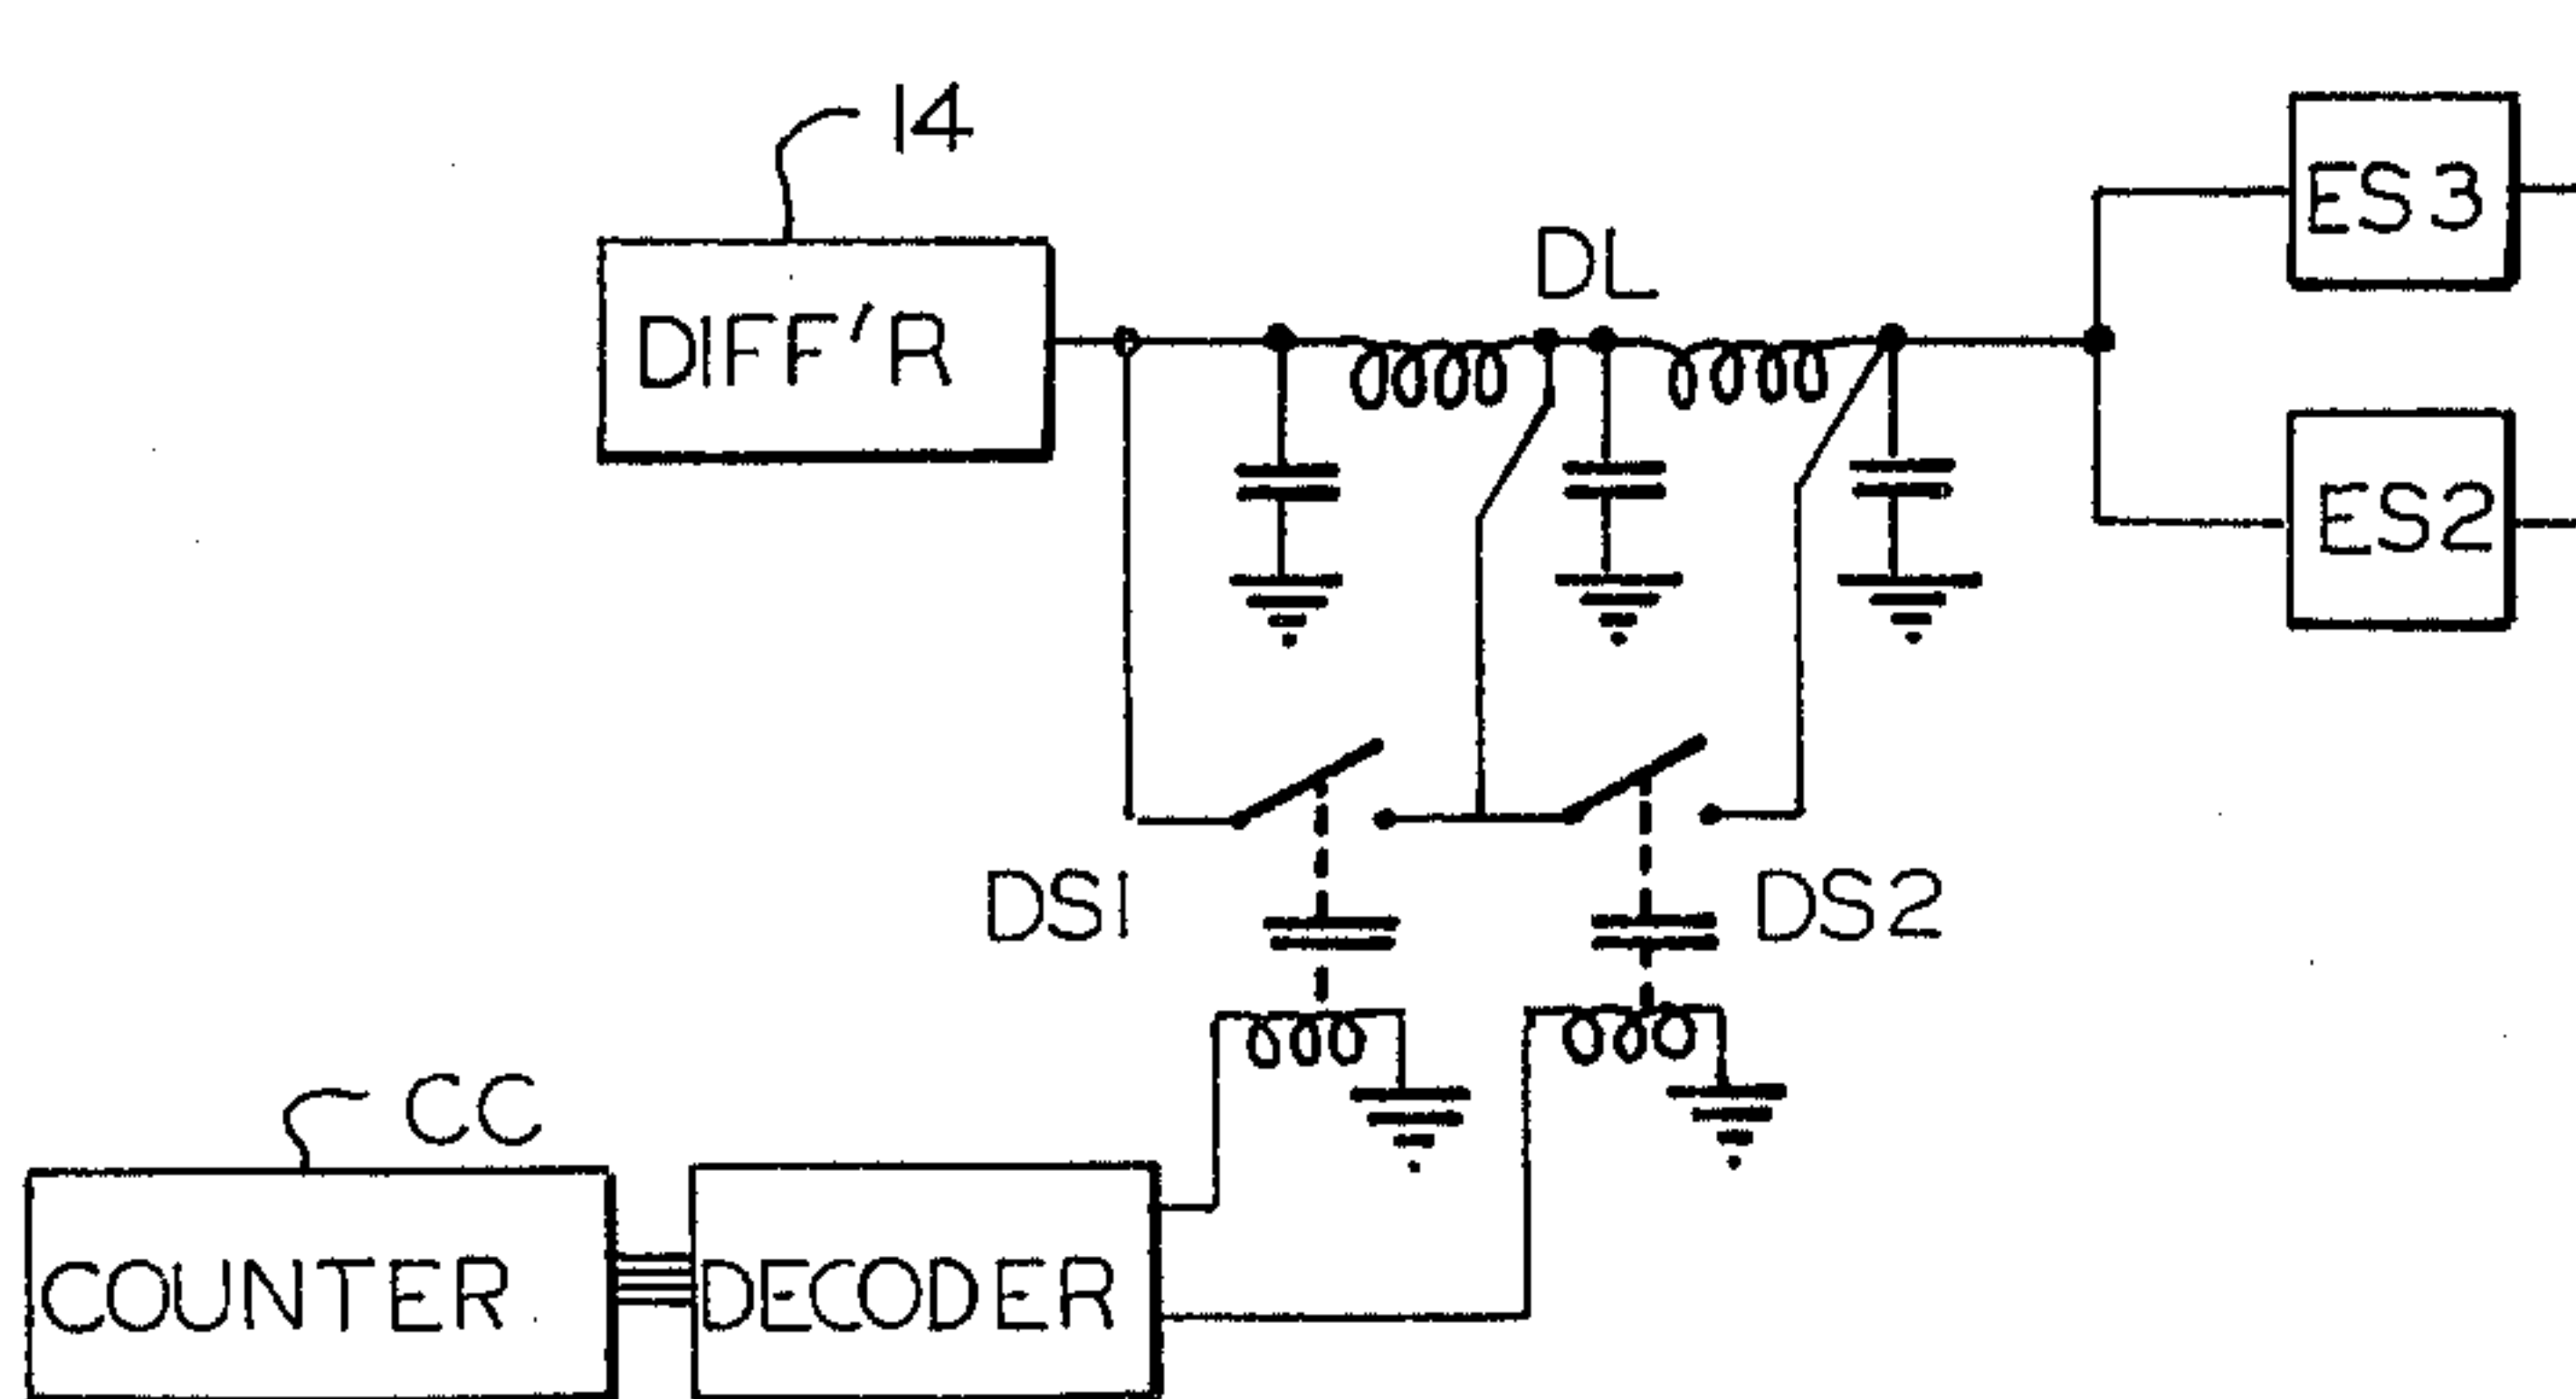 14
ES3
DL
DIFF'R
ES2
DS1
DS2
CC
COUNTER
DECODER